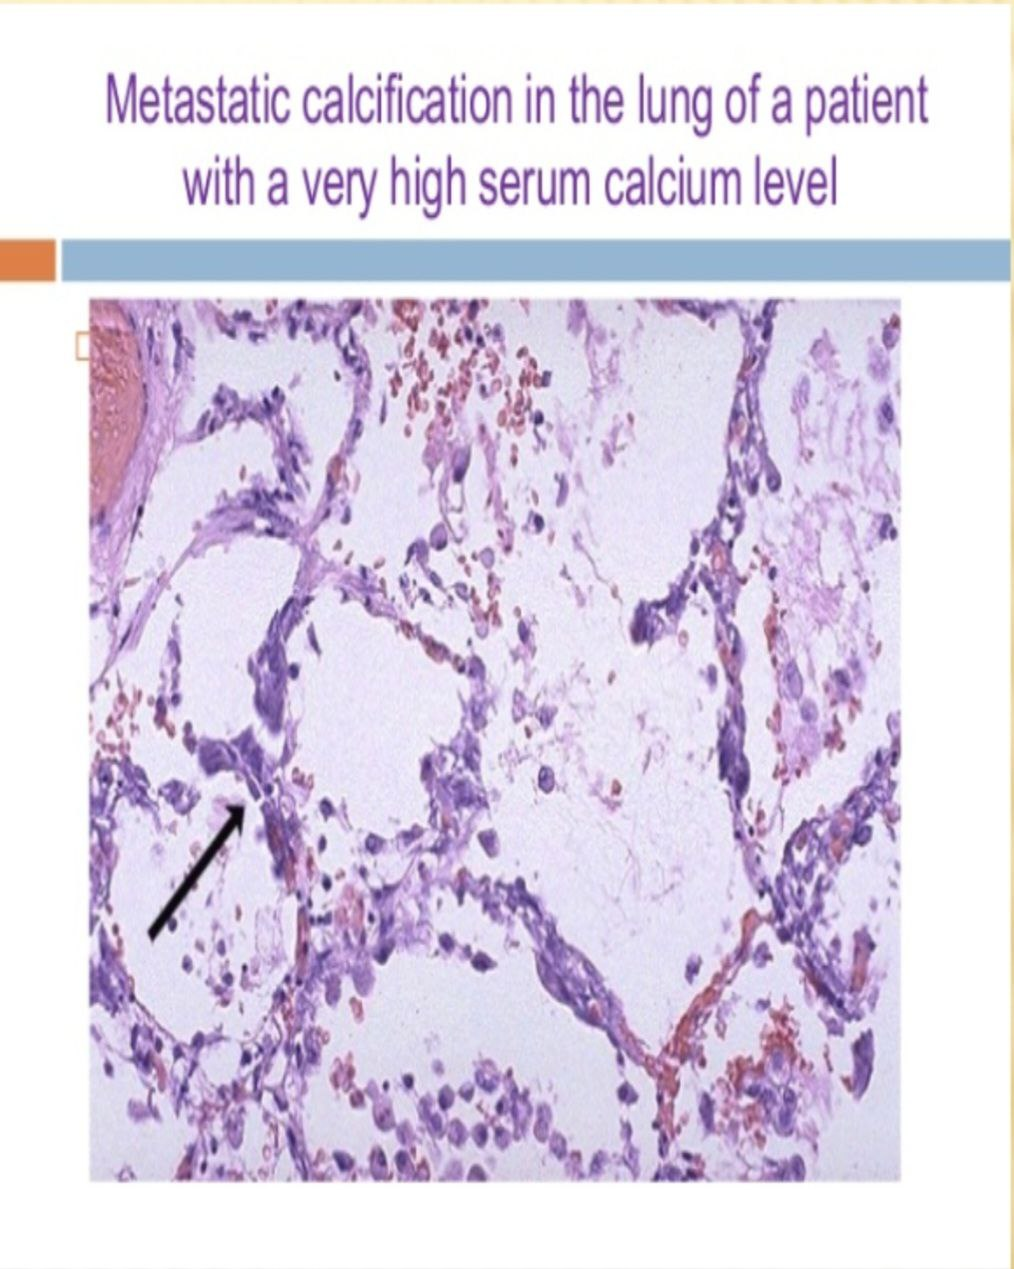 Metastatic calcification in the lung of a patient
with a very high serum calcium level